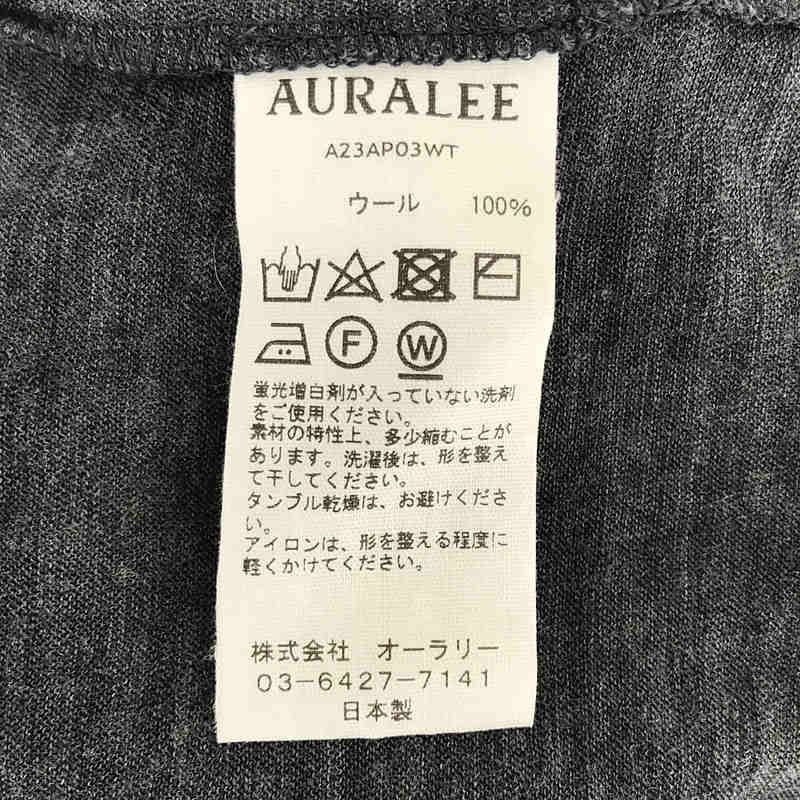 AURALEE
A23AP03WT
ウール 100%
F W
蛍光増白剤が入っていない洗剤
をご使用ください。
素材の特性上、多少縮むことが
あります。洗濯後は、形を整え
て干してください。
タンブル乾燥は、お避けくださ
い。
アイロンは、形を整える程度に
軽くかけてください。
株式会社 オーラリー
03-6427-7141
日本製